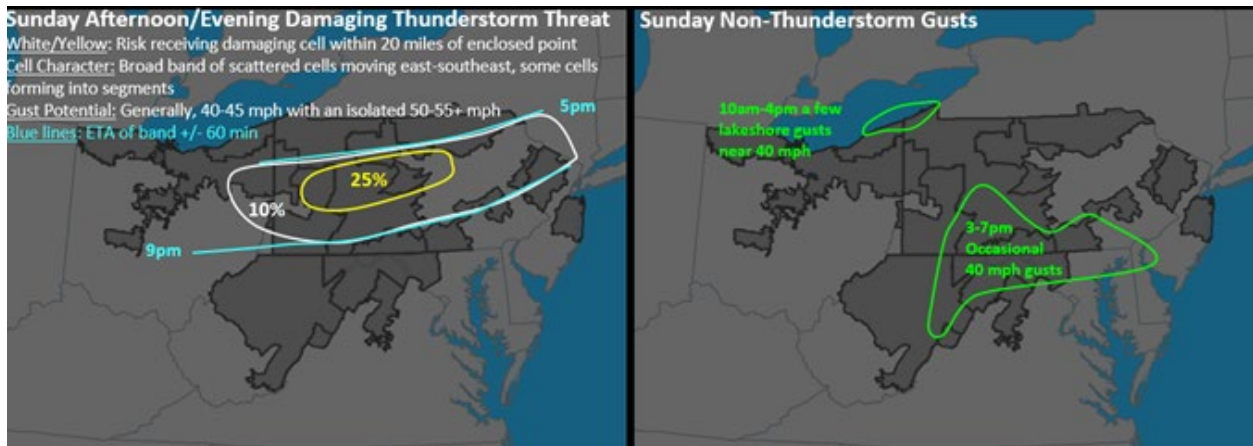 Sunday Afternoon/Evening Damaging Thunderstorm Threat
White/Yellow: Risk receiving damaging cell within 20 miles of enclosed point
Cell Character: Broad band of scattered cells moving east-southeast, some cells
forming into segments
Gust Potential: Generally, 40-45 mph with an isolated 50-55+ mph
Blue lines: ETA of band +/- 60 min
5pm
25%
10%
9pm
Sunday Non-Thunderstorm Gusts
10am-4pm a few
lakeshore gusts
near 40 mph
3-7pm
Occasional
40 mph gusts